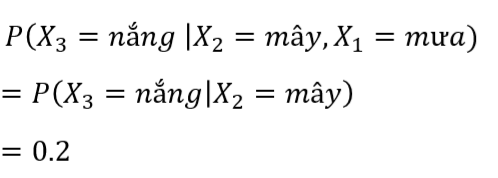 P(X₃ = nắng |X₂ = mây, X₁ = mưa)
= P(X₃ = nắng|X₂ = mây)
= 0.2